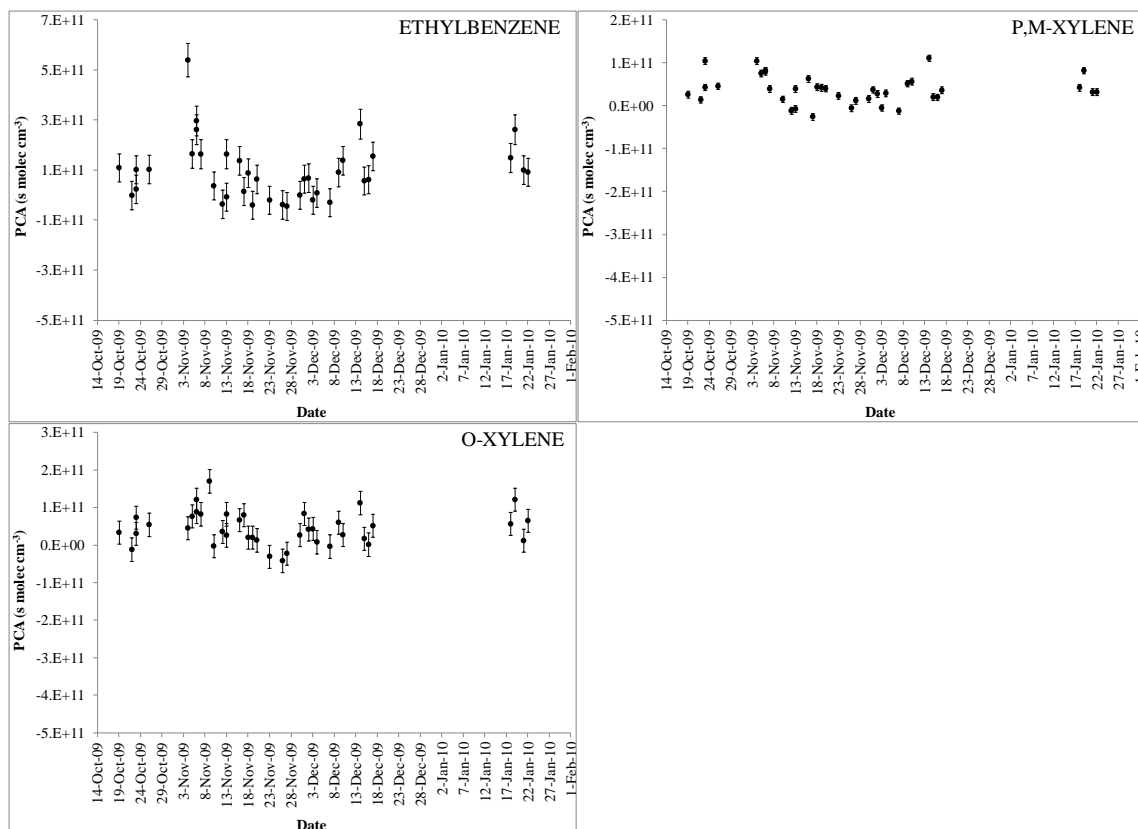 ETHYLBENZENE
PCA (s molec cm-3)
7.E+11
5.E+11
3.E+11
1.E+11
-1.E+11
-3.E+11
-5.E+11
14-Oct-09
19-Oct-09
24-Oct-09
29-Oct-09
3-Nov-09
8-Nov-09
13-Nov-09
18-Nov-09
23-Nov-09
28-Nov-09
3-Dec-09
8-Dec-09
13-Dec-09
18-Dec-09
23-Dec-09
28-Dec-09
2-Jan-10
7-Jan-10
12-Jan-10
17-Jan-10
22-Jan-10
27-Jan-10
1-Feb-10
Date
P,M-XYLENE
PCA (s molec cm-3)
2.E+11
1.E+11
0.E+00
-1.E+11
-2.E+11
-3.E+11
-4.E+11
-5.E+11
14-Oct-09
19-Oct-09
24-Oct-09
29-Oct-09
3-Nov-09
8-Nov-09
13-Nov-09
18-Nov-09
23-Nov-09
28-Nov-09
3-Dec-09
8-Dec-09
13-Dec-09
18-Dec-09
23-Dec-09
28-Dec-09
2-Jan-10
7-Jan-10
12-Jan-10
17-Jan-10
22-Jan-10
27-Jan-10
Date
O-XYLENE
PCA (s molec cm-3)
3.E+11
2.E+11
1.E+11
0.E+00
-1.E+11
-2.E+11
-3.E+11
-4.E+11
-5.E+11
14-Oct-09
19-Oct-09
24-Oct-09
29-Oct-09
3-Nov-09
8-Nov-09
13-Nov-09
18-Nov-09
23-Nov-09
28-Nov-09
3-Dec-09
8-Dec-09
13-Dec-09
18-Dec-09
23-Dec-09
28-Dec-09
2-Jan-10
7-Jan-10
12-Jan-10
17-Jan-10
22-Jan-10
27-Jan-10
1-Feb-10
Date